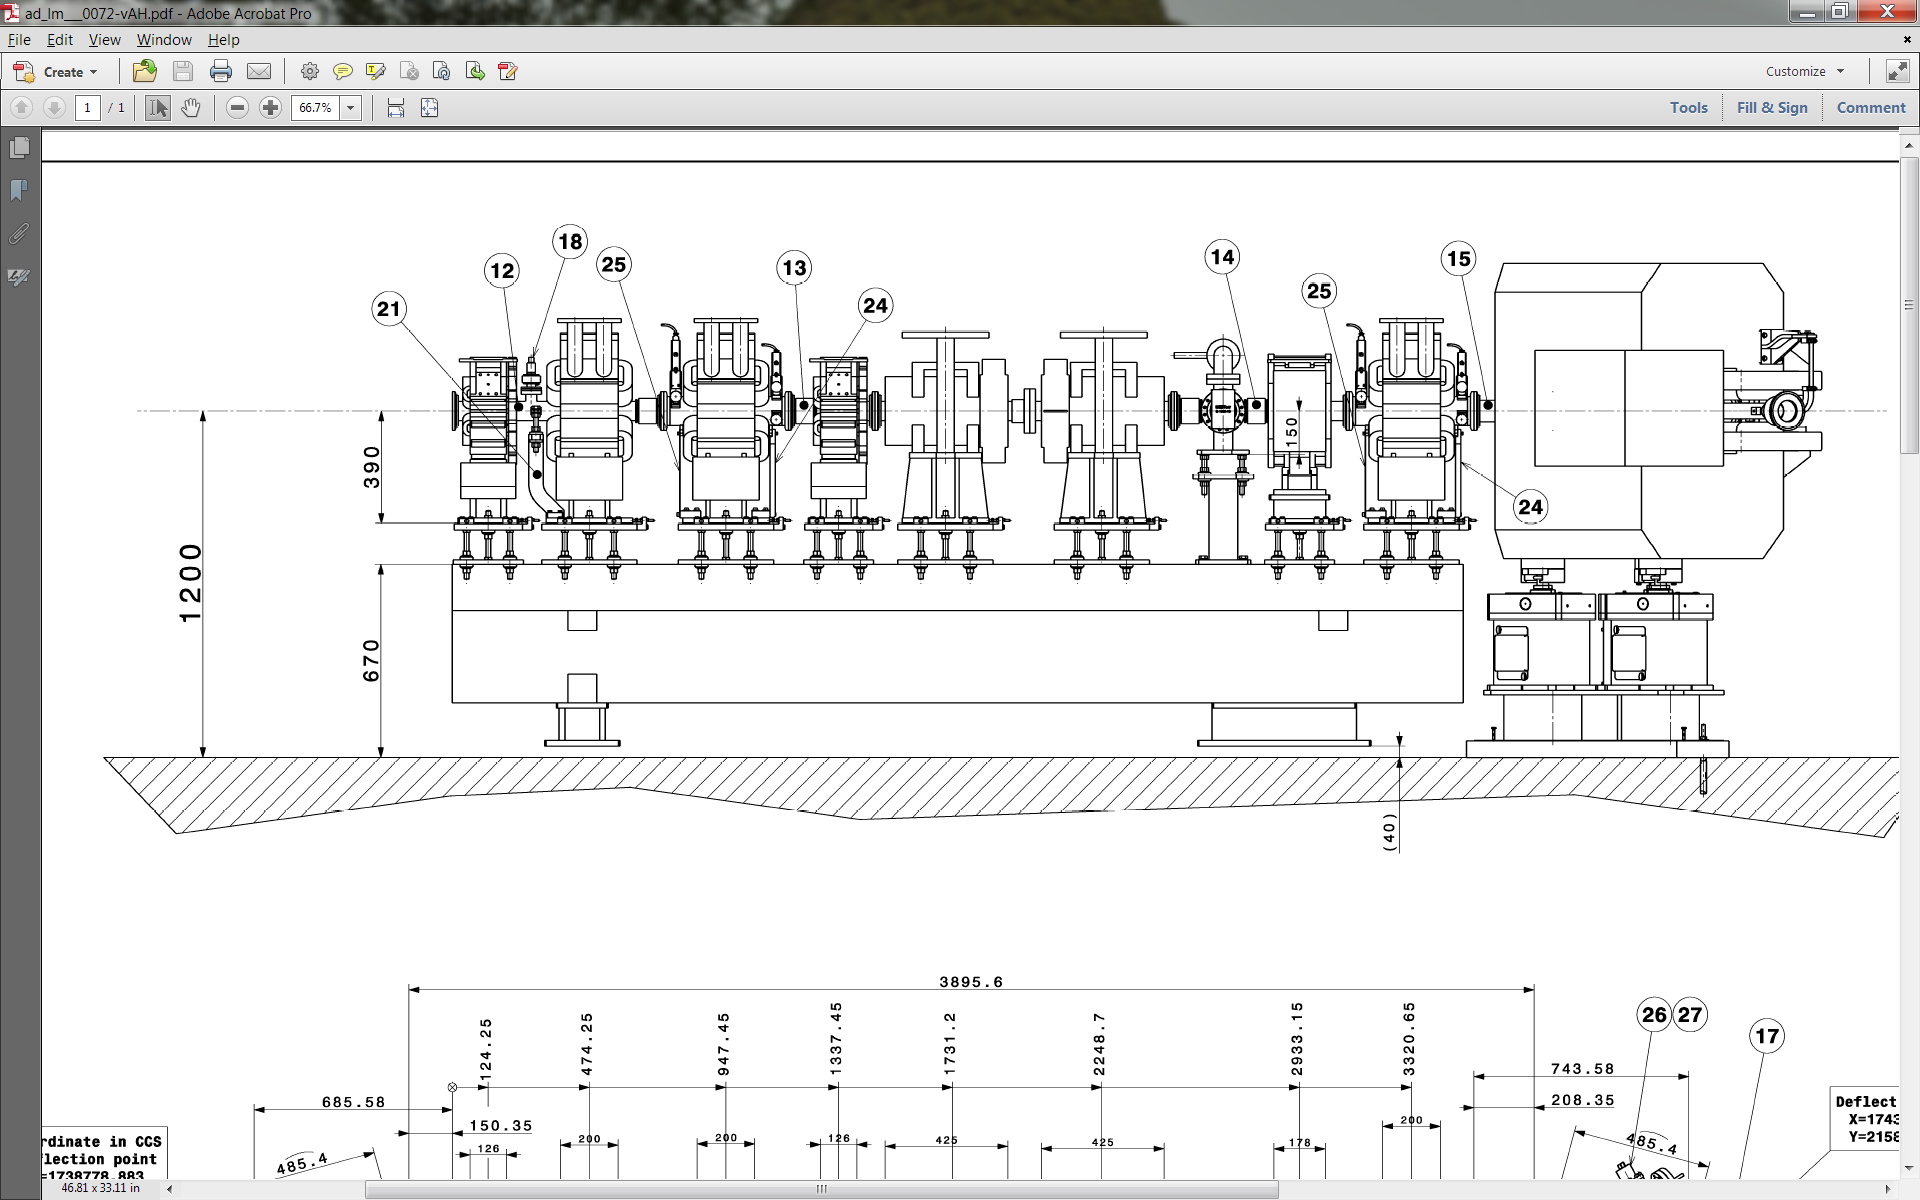 ad_lm___0072-vAH.pdf - Adobe Acrobat Pro
File Edit View Window Help
Create
Customize
1 / 1
66.7%
Tools Fill & Sign Comment
18
12 25 13 14 25 15
21 24
24
390
150
1200
670
(40)
3895.6
124.25 474.25 947.45 1337.45 1731.2 2248.7 2933.15 3320.65
26 27
17
743.58
685.58 208.35
150.35
126 200 200 126 425 425 178 200
485.4 485.4
rdinate in CCS
lection point
=1738778.883
Deflect
X=1743
Y=2158
46.81 x 33.11 in